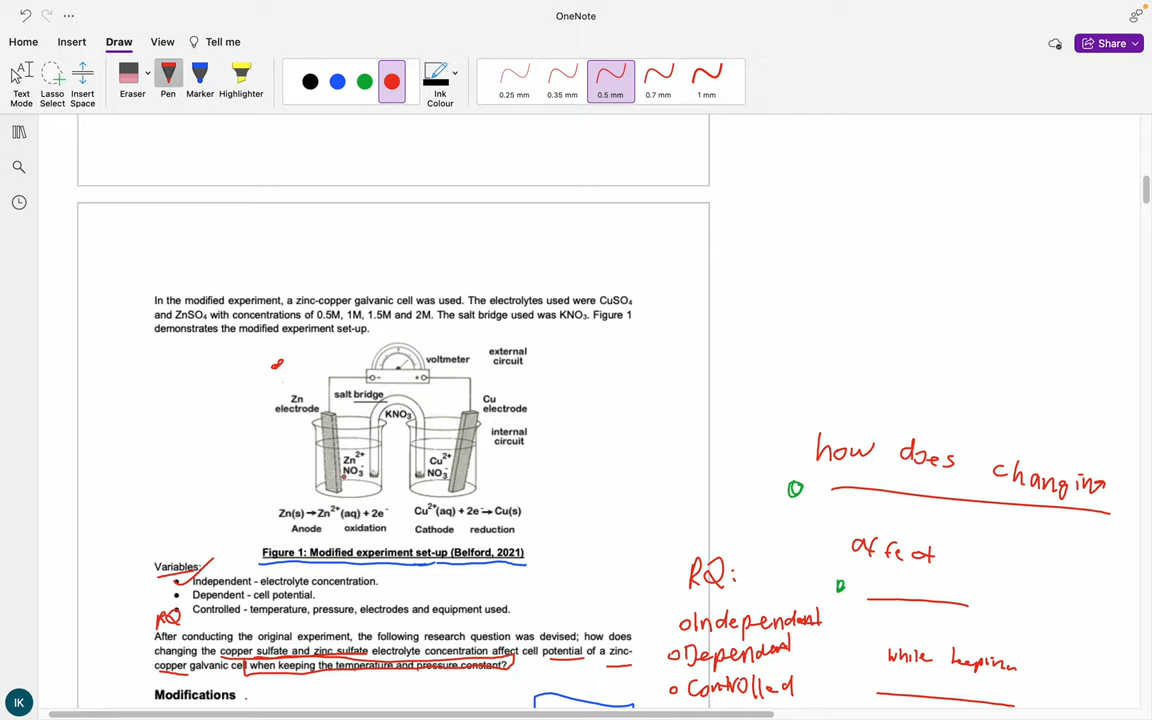 OneNote
Home Insert Draw View Tell me
Share
Text Mode
Lasso Select
Insert Space
Eraser
Pen
Marker
Highlighter
Ink Colour
0.25 mm
0.35 mm
0.5 mm
0.7 mm
1 mm
In the modified experiment, a zinc-copper galvanic cell was used. The electrolytes used were CuSO₄
and ZnSO₄ with concentrations of 0.5M, 1M, 1.5M and 2M. The salt bridge used was KNO₃. Figure 1
demonstrates the modified experiment set-up.
voltmeter
external
circuit
- +
Zn
electrode
salt bridge
KNO₃
Cu
electrode
internal
circuit
Zn²⁺
NO₃⁻
Cu²⁺
NO₃⁻
Zn(s)→Zn²⁺(aq) + 2e⁻
Cu²⁺(aq) + 2e⁻→Cu(s)
Anode oxidation
Cathode reduction
Figure 1: Modified experiment set-up (Belford, 2021)
Variables:
• Independent - electrolyte concentration.
• Dependent - cell potential.
• Controlled - temperature, pressure, electrodes and equipment used.
RQ
After conducting the original experiment, the following research question was devised; how does
changing the copper sulfate and zinc sulfate electrolyte concentration affect cell potential of a zinc-
copper galvanic cell when keeping the temperature and pressure constant?
Modifications
how does changing
affect
while keeping
RQ:
Independent
Dependent
Controlled
IK